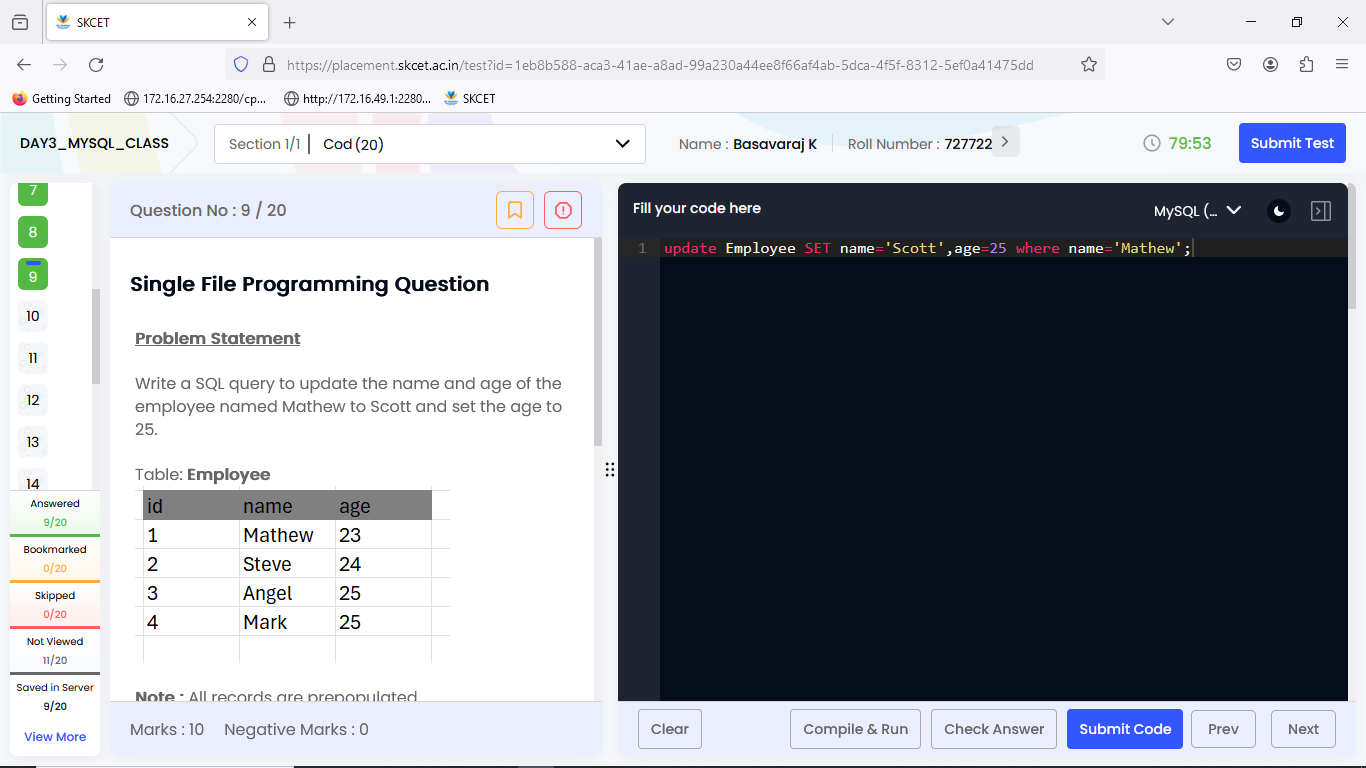 SKCET
https://placement.skcet.ac.in/test?id=1eb8b588-aca3-41ae-a8ad-99a230a44ee8f66af4ab-5dca-4f5f-8312-5ef0a41475dd
Getting Started
172.16.27.254:2280/cp...
http://172.16.49.1:2280...
SKCET
DAY3_MYSQL_CLASS
Section 1/1 | Cod (20)
Name : Basavaraj K
Roll Number : 727722
79:53
Submit Test
7
8
9
10
11
12
13
14
Answered
9/20
Bookmarked
0/20
Skipped
0/20
Not Viewed
11/20
Saved in Server
9/20
View More
Question No : 9 / 20
Single File Programming Question
Problem Statement
Write a SQL query to update the name and age of the
employee named Mathew to Scott and set the age to
25.
Table: Employee
id name age
1 Mathew 23
2 Steve 24
3 Angel 25
4 Mark 25
Note : All records are prepopulated
Marks : 10 Negative Marks : 0
Fill your code here
MySQL (...
1 update Employee SET name='Scott',age=25 where name='Mathew';
Clear
Compile & Run
Check Answer
Submit Code
Prev
Next